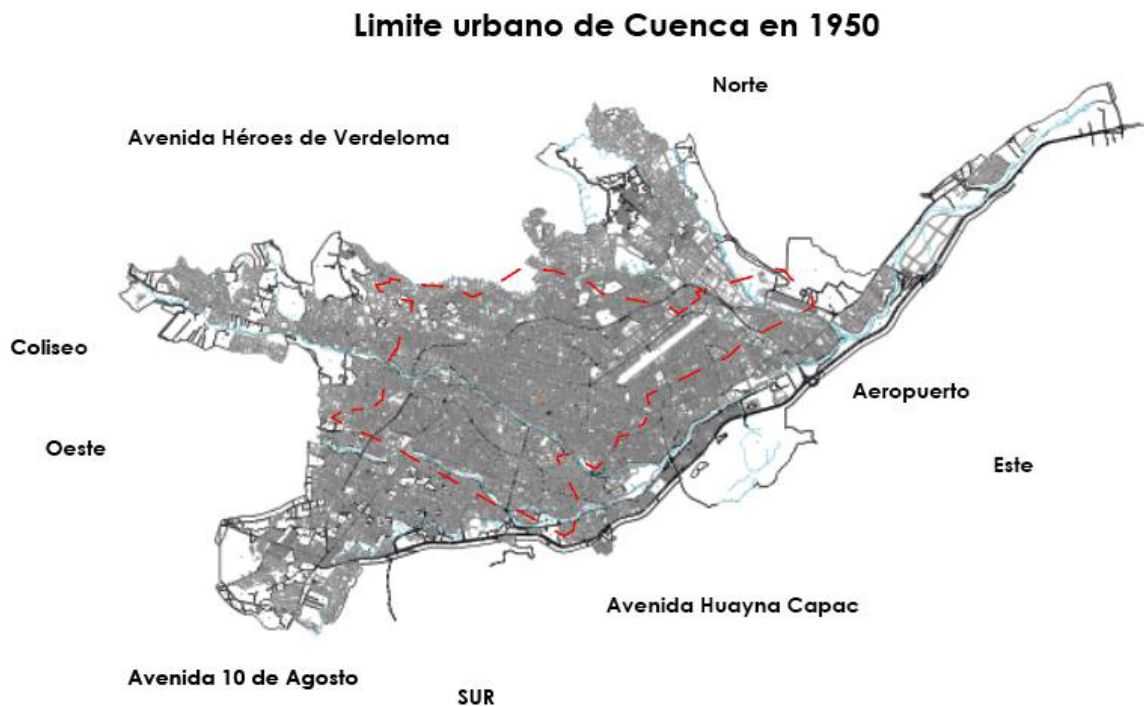 Limite urbano de Cuenca en 1950
Norte
Avenida Héroes de Verdeloma
Coliseo
Aeropuerto
Oeste
Este
Avenida Huayna Capac
Avenida 10 de Agosto
SUR